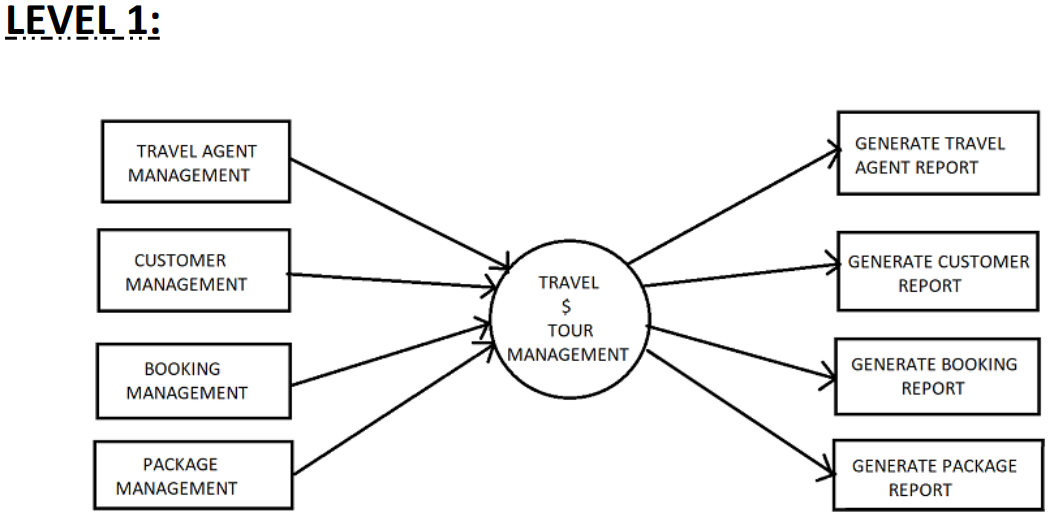 LEVEL 1:
TRAVEL AGENT
MANAGEMENT
CUSTOMER
MANAGEMENT
BOOKING
MANAGEMENT
PACKAGE
MANAGEMENT
TRAVEL
$
TOUR
MANAGEMENT
GENERATE TRAVEL
AGENT REPORT
GENERATE CUSTOMER
REPORT
GENERATE BOOKING
REPORT
GENERATE PACKAGE
REPORT